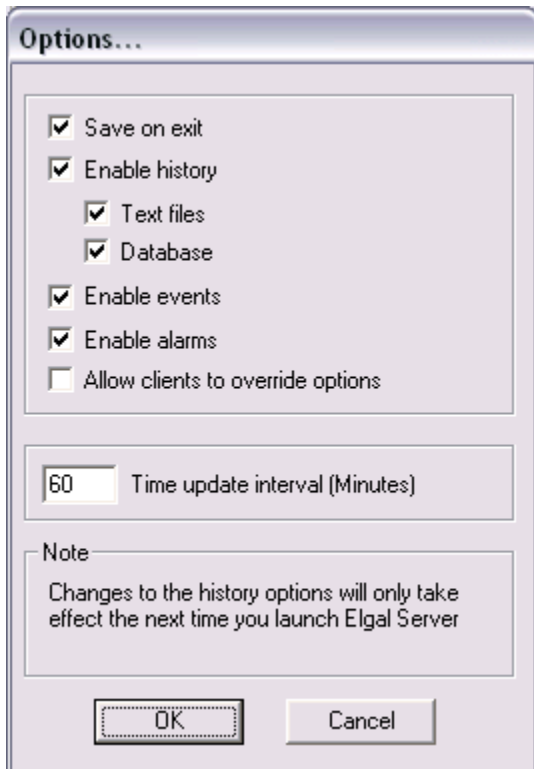 Options...
Save on exit
Enable history
Text files
Database
Enable events
Enable alarms
Allow clients to override options
60 Time update interval (Minutes)
Note
Changes to the history options will only take
effect the next time you launch Elgal Server
OK Cancel